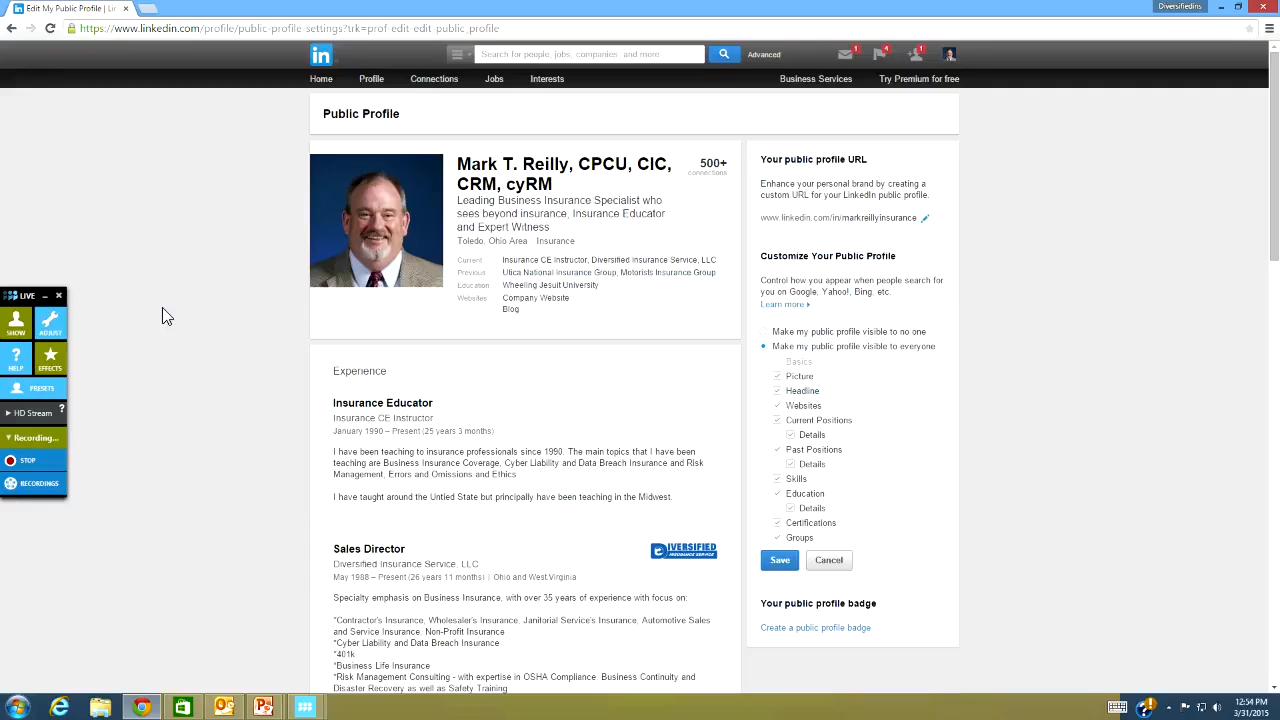 Edit My Public Profile | Li
Diversifiedins
https://www.linkedin.com/profile/public-profile-settings?trk=prof-edit-edit-public_profile
in
Search for people, jobs, companies, and more
Advanced
1
4
1
Home
Profile
Connections
Jobs
Interests
Business Services
Try Premium for free
Public Profile
Mark T. Reilly, CPCU, CIC,
CRM, cyRM
500+
connections
Leading Business Insurance Specialist who
sees beyond insurance, Insurance Educator
and Expert Witness
Toledo, Ohio Area Insurance
Current Insurance CE Instructor, Diversified Insurance Service, LLC
Previous Utica National Insurance Group, Motorists Insurance Group
Education Wheeling Jesuit University
Websites Company Website
Blog
Experience
Insurance Educator
Insurance CE Instructor
January 1990 – Present (25 years 3 months)
I have been teaching to insurance professionals since 1990. The main topics that I have been
teaching are Business Insurance Coverage, Cyber Liability and Data Breach Insurance and Risk
Management, Errors and Omissions and Ethics
I have taught around the Untied State but principally have been teaching in the Midwest.
Sales Director
DIVERSIFIED
INSURANCE SERVICE
Diversified Insurance Service, LLC
May 1988 – Present (26 years 11 months) | Ohio and West Virginia
Specialty emphasis on Business Insurance, with over 35 years of experience with focus on:
*Contractor's Insurance, Wholesaler's Insurance, Janitorial Service's Insurance, Automotive Sales
and Service Insurance, Non-Profit Insurance
*Cyber Liability and Data Breach Insurance
*401k
*Business Life Insurance
*Risk Management Consulting - with expertise in OSHA Compliance, Business Continuity and
Disaster Recovery as well as Safety Training
Your public profile URL
Enhance your personal brand by creating a
custom URL for your LinkedIn public profile.
www.linkedin.com/in/markreillyinsurance
Customize Your Public Profile
Control how you appear when people search for
you on Google, Yahoo!, Bing, etc.
Learn more
Make my public profile visible to no one
Make my public profile visible to everyone
Basics
Picture
Headline
Websites
Current Positions
Details
Past Positions
Details
Skills
Education
Details
Certifications
Groups
Save
Cancel
Your public profile badge
Create a public profile badge
LIVE
SHOW
ADJUST
?
HELP
EFFECTS
PRESETS
HD Stream
?
Recording...
STOP
RECORDINGS
12:54 PM
3/31/2015